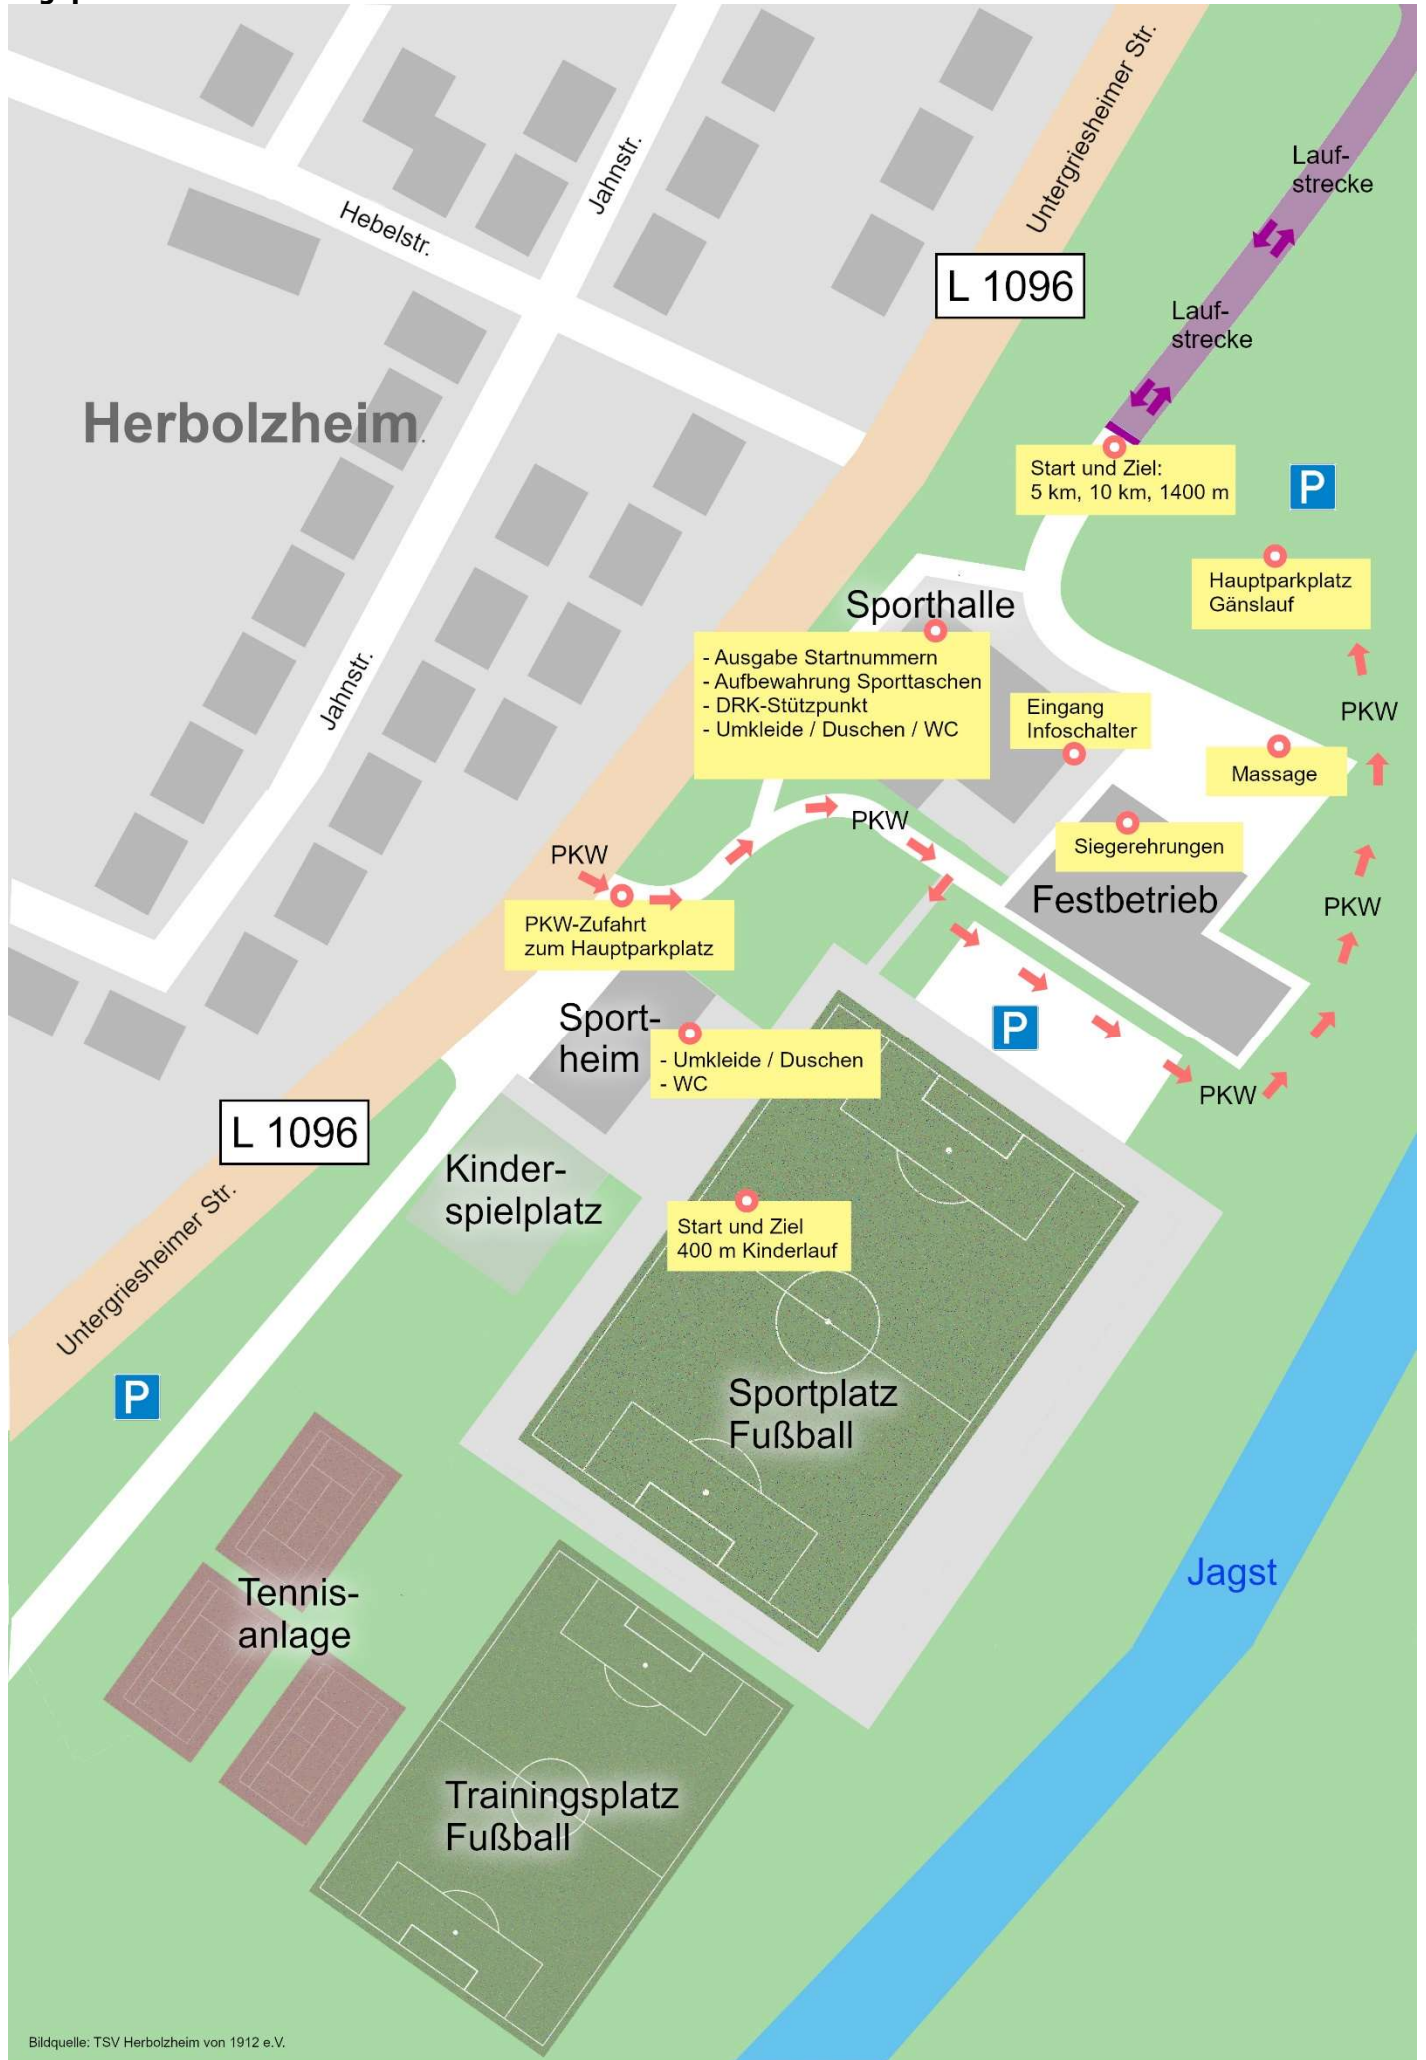 Untergriesheimer Str.
Lauf-
strecke
Jahnstr.
Hebelstr.
L 1096
Lauf-
strecke
Herbolzheim
Start und Ziel:
5 km, 10 km, 1400 m
P
Hauptparkplatz
Gänslauf
Sporthalle
- Ausgabe Startnummern
- Aufbewahrung Sporttaschen
- DRK-Stützpunkt
- Umkleide / Duschen / WC
Eingang
Infoschalter
PKW
Jahnstr.
Massage
PKW
PKW
Siegerehrungen
Festbetrieb
PKW
PKW-Zufahrt
zum Hauptparkplatz
Sport-
heim
P
- Umkleide / Duschen
- WC
PKW
L 1096
Kinder-
spielplatz
Untergriesheimer Str.
Start und Ziel
400 m Kinderlauf
P
Sportplatz
Fußball
Jagst
Tennis-
anlage
Trainingsplatz
Fußball
Bildquelle: TSV Herbolzheim von 1912 e.V.